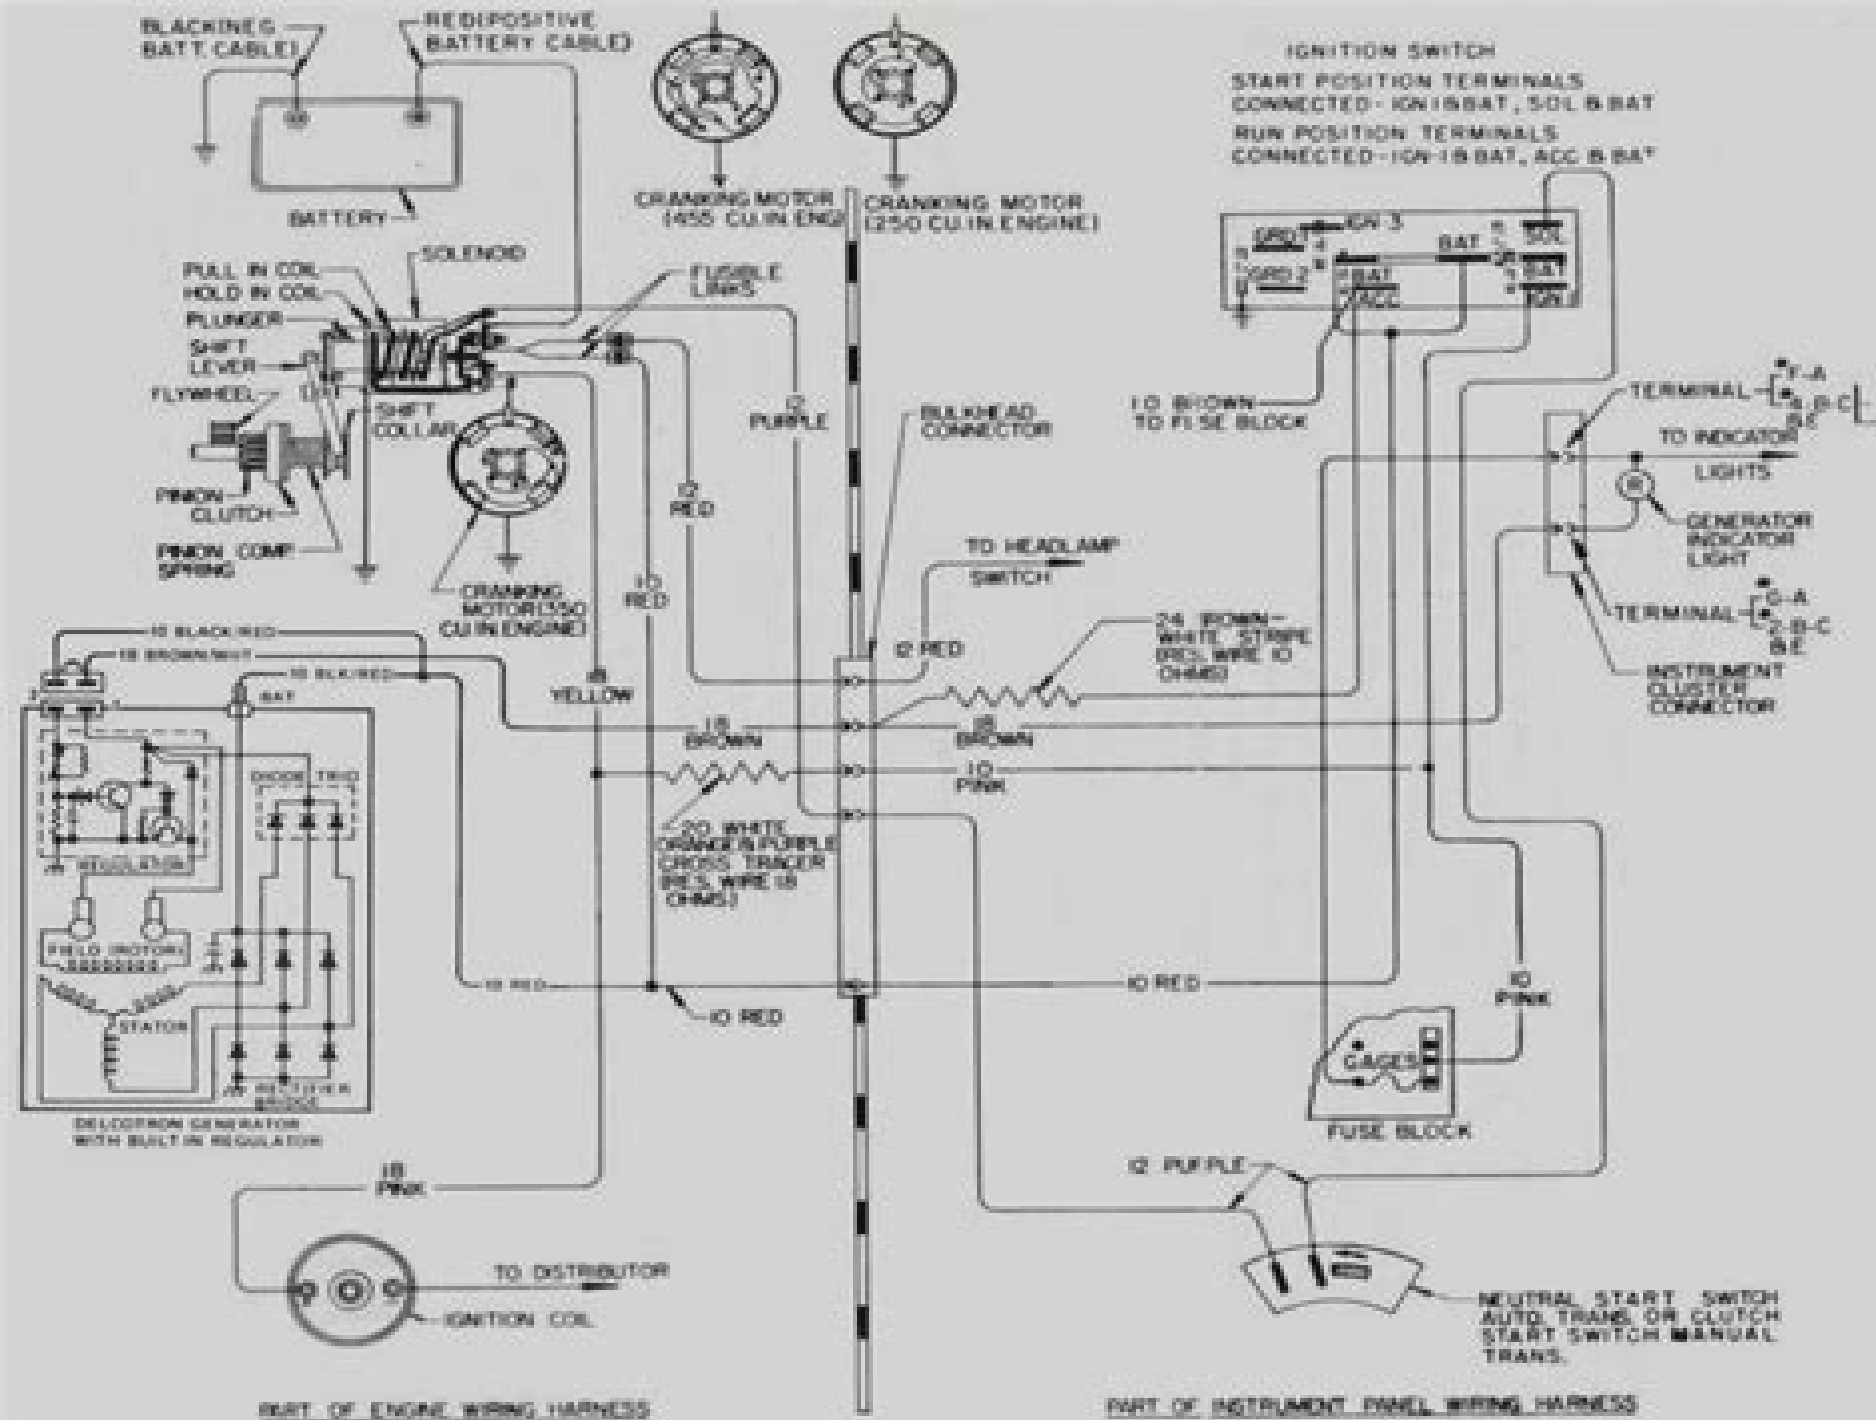 BLACK(NEG.
BATT. CABLE)
RED(POSITIVE
BATTERY CABLE)
BATTERY
CRANKING MOTOR
(455 CU.IN.ENG)
CRANKING MOTOR
(250 CU.IN.ENGINE)
IGNITION SWITCH
START POSITION TERMINALS
CONNECTED-IGN 1 & BAT, SOL & BAT
RUN POSITION TERMINALS
CONNECTED-IGN-1 & BAT, ACC & BAT
IGN-3
GRD
GRD 2
BAT
SOL
BAT
BAT
ACC
IGN
SOLENOID
PULL IN COIL
HOLD IN COIL
PLUNGER
SHIFT
LEVER
FLYWHEEL
SHIFT
COLLAR
PINION
CLUTCH
PINION COMP
SPRING
FUSIBLE
LINKS
12
PURPLE
12
RED
10
RED
CRANKING
MOTOR(350
CU.IN.ENGINE)
BULKHEAD
CONNECTOR
10 BROWN
TO FUSE BLOCK
TERMINAL
F-A
TO INDICATOR
LIGHTS
GENERATOR
INDICATOR
LIGHT
TERMINAL
G-A
2-B-C
& E
INSTRUMENT
CLUSTER
CONNECTOR
TO HEADLAMP
SWITCH
12 RED
24 BROWN-
WHITE STRIPE
(RES. WIRE 10
OHMS)
10 BLACK/RED
18 BROWN/WHT
10 BLK/RED
BAT
18
YELLOW
18
BROWN
18
BROWN
10
PINK
20 WHITE
ORANGE & PURPLE
CROSS TRACER
(RES. WIRE 1.8
OHMS)
DIODE TRIO
REGULATOR
FIELD (ROTOR)
STATOR
RECTIFIER
BRIDGE
DELCOTRON GENERATOR
WITH BUILT IN REGULATOR
10 RED
10 RED
10 RED
10
PINK
GAGES
FUSE BLOCK
12 PURPLE
18
PINK
TO DISTRIBUTOR
IGNITION COIL
NEUTRAL START SWITCH
AUTO. TRANS. OR CLUTCH
START SWITCH MANUAL
TRANS.
PART OF ENGINE WIRING HARNESS
PART OF INSTRUMENT PANEL WIRING HARNESS